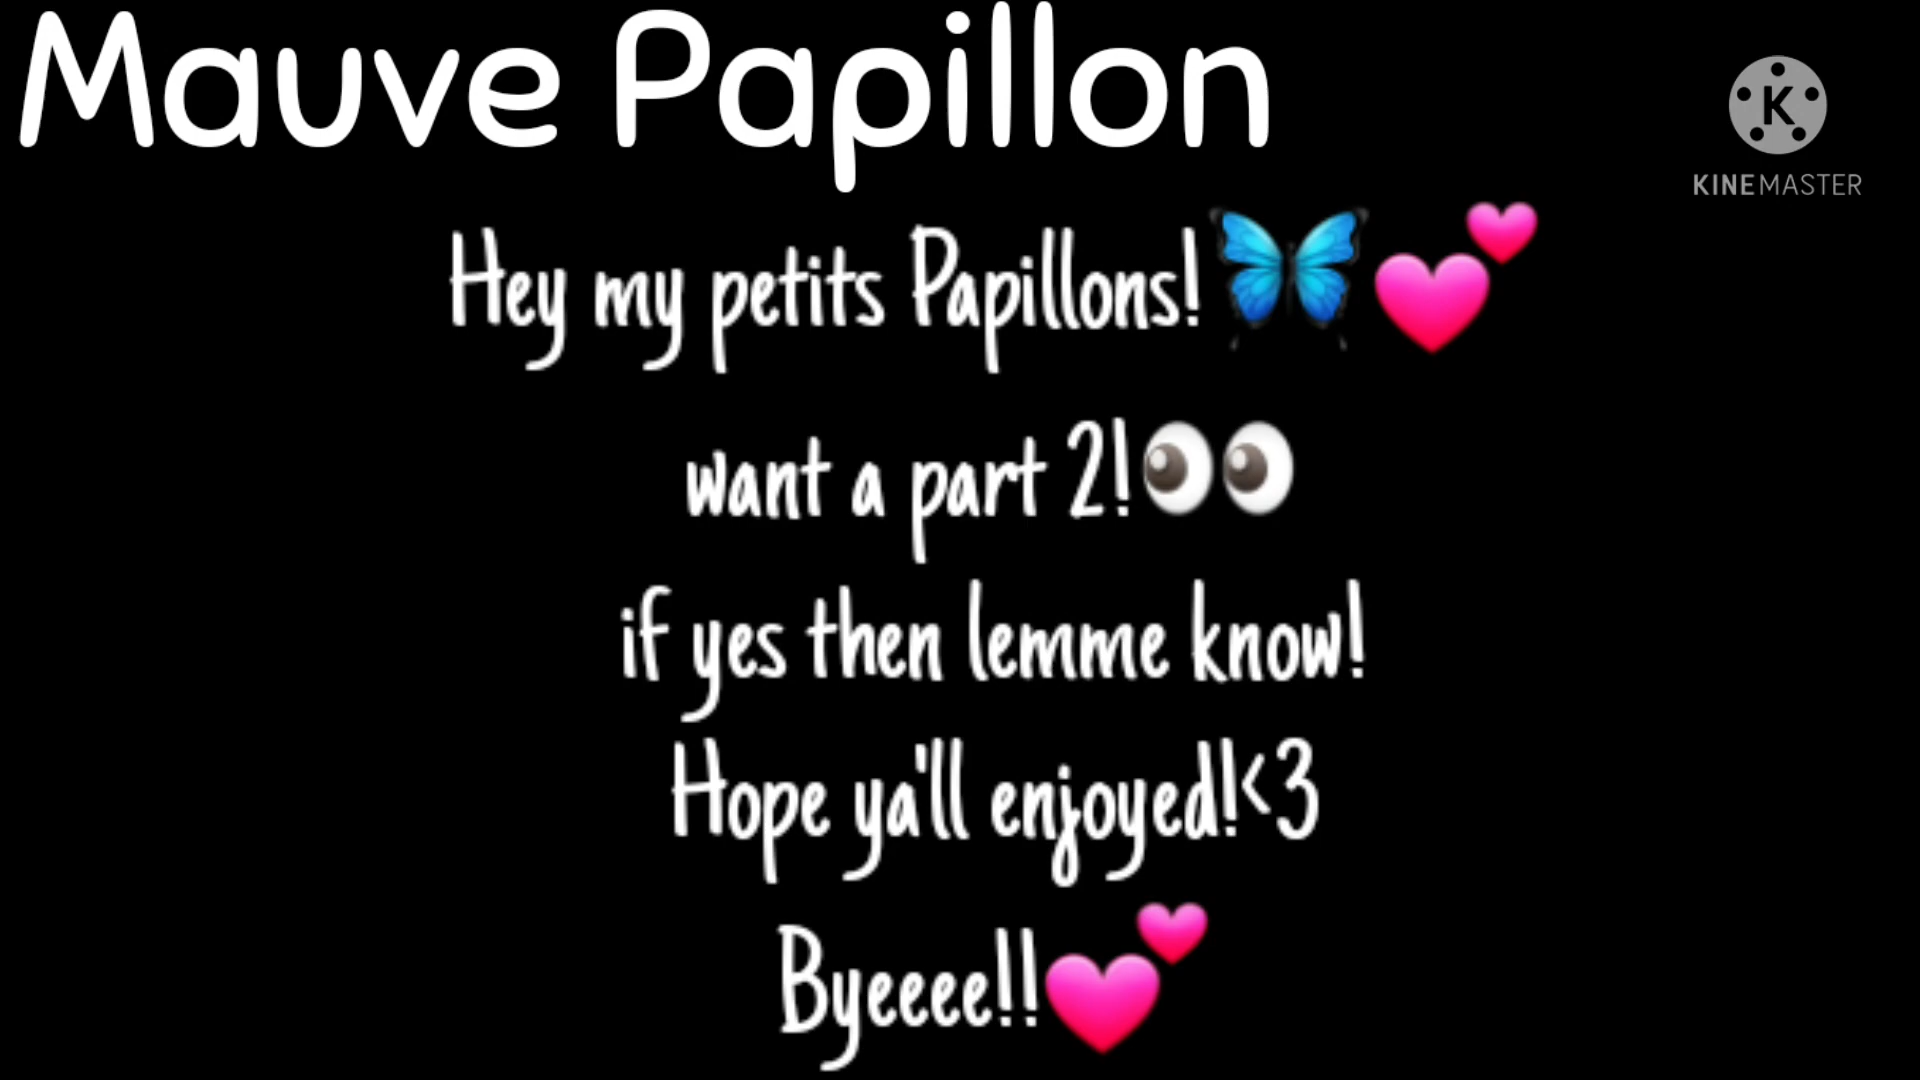 Mauve Papillon
K
KINEMASTER
Hey my petits Papillons!🦋💕
want a part 2!👀
if yes then lemme know!
Hope ya'll enjoyed!<3
Byeeee!!💕